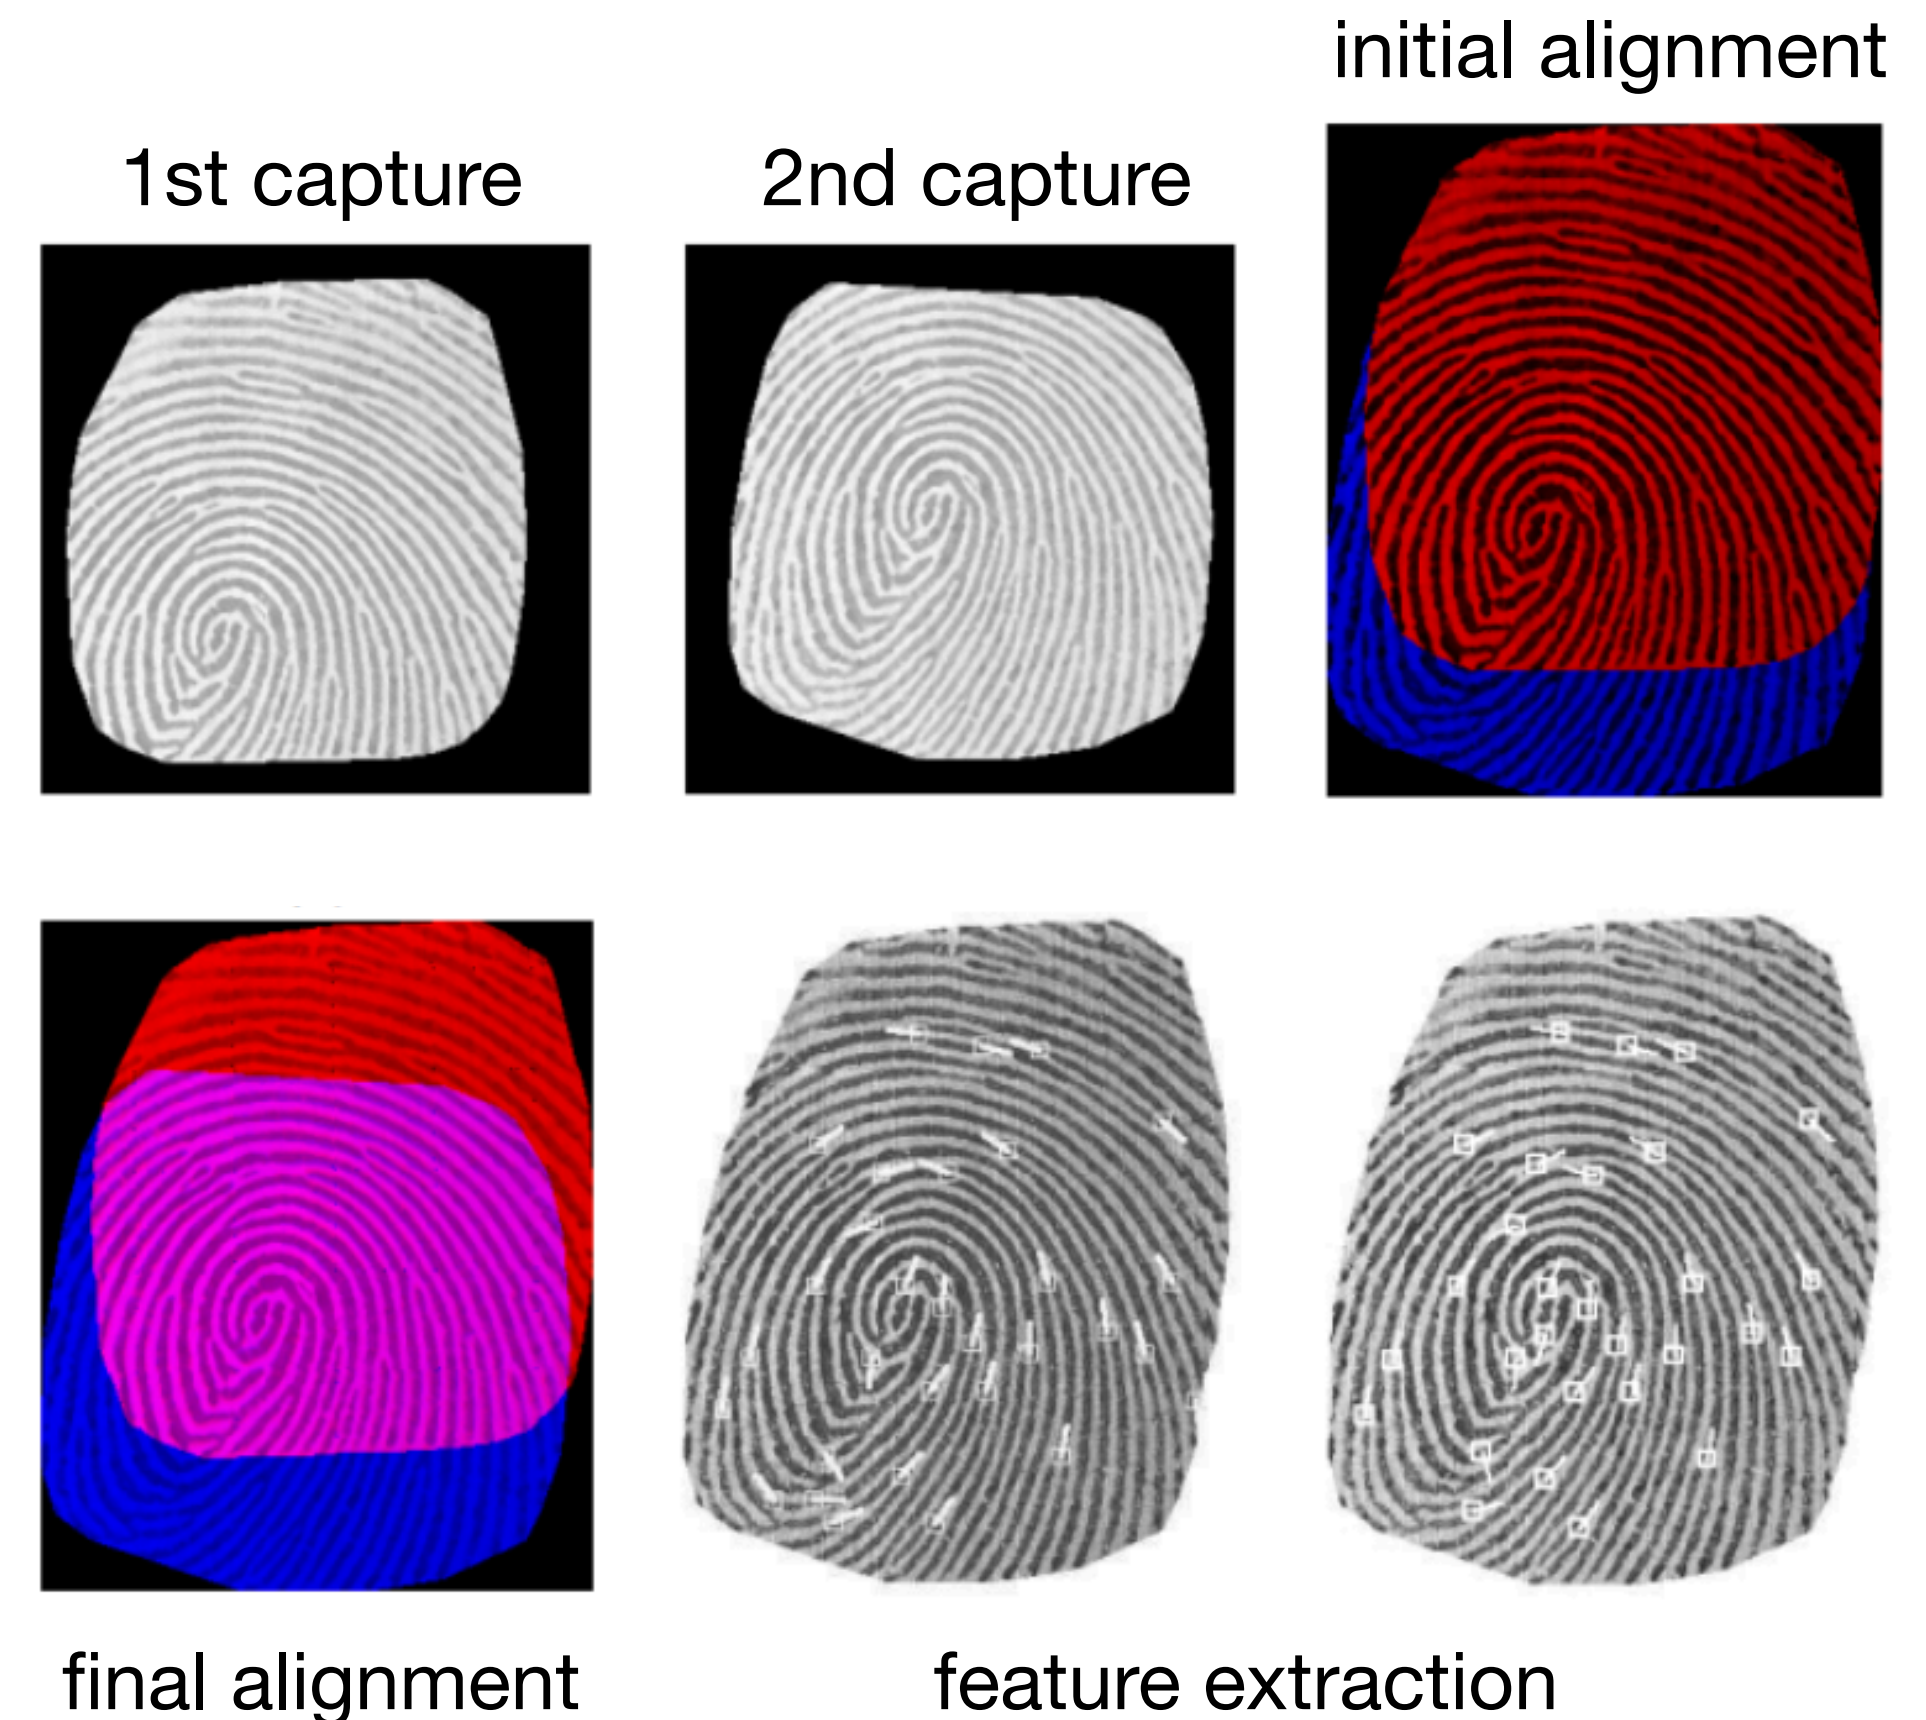 initial alignment
1st capture
2nd capture
final alignment
feature extraction